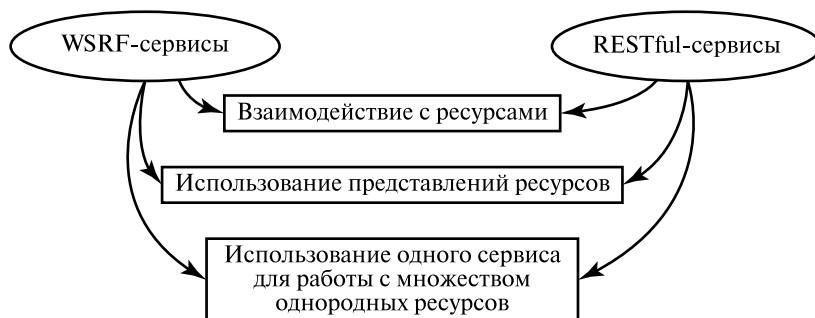 WSRF-сервисы
RESTful-сервисы
Взаимодействие с ресурсами
Использование представлений ресурсов
Использование одного сервиса
для работы с множеством
однородных ресурсов